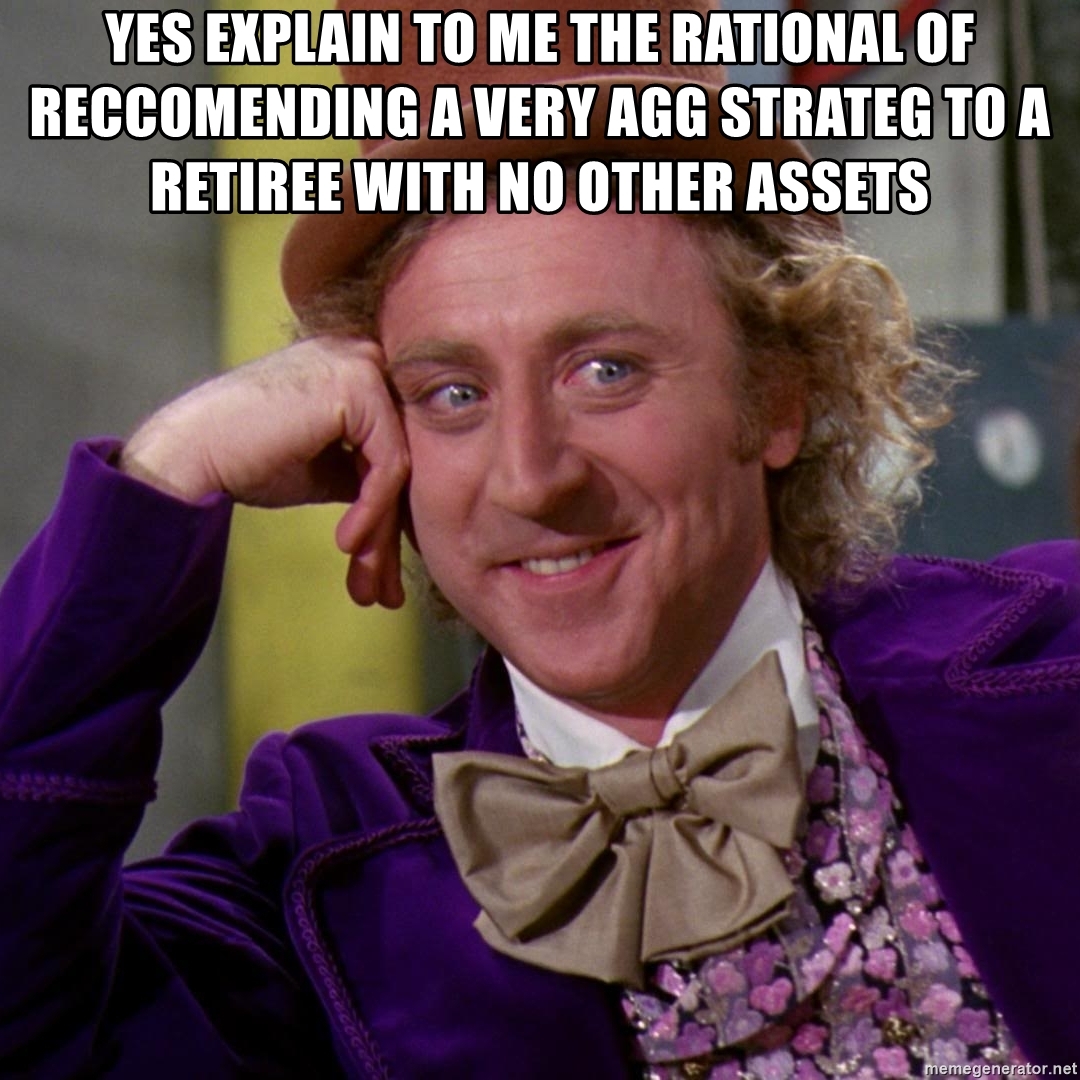 YES EXPLAIN TO ME THE RATIONAL OF
RECCOMENDING A VERY AGG STRATEG TO A
RETIREE WITH NO OTHER ASSETS
memegenerator.net